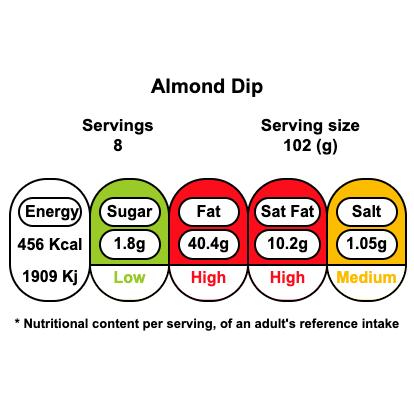 Almond Dip
Servings
8
Serving size
102 (g)
Energy
456 Kcal
1909 Kj
Sugar
1.8g
Low
Fat
40.4g
High
Sat Fat
10.2g
High
Salt
1.05g
Medium
* Nutritional content per serving, of an adult's reference intake